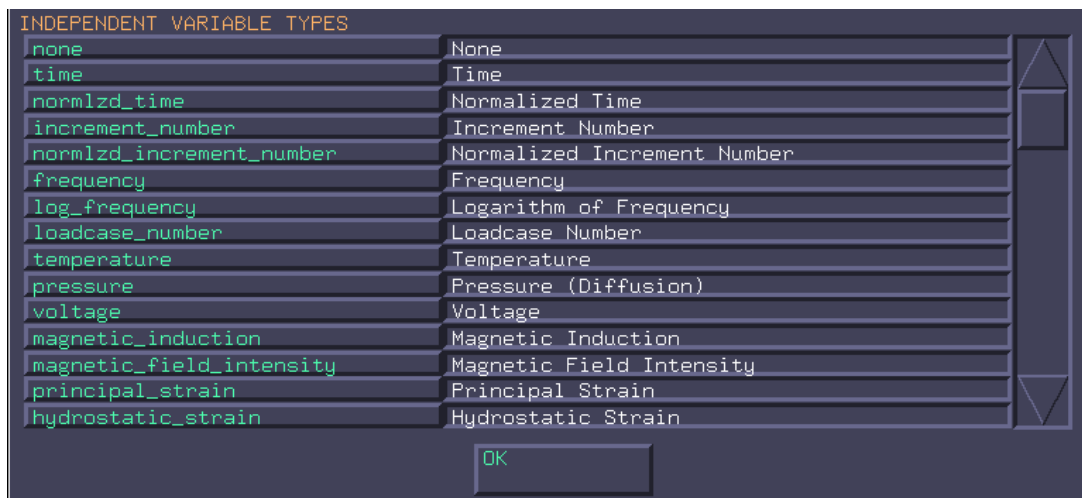 INDEPENDENT VARIABLE TYPES
none None
time Time
normlzd_time Normalized Time
increment_number Increment Number
normlzd_increment_number Normalized Increment Number
frequency Frequency
log_frequency Logarithm of Frequency
loadcase_number Loadcase Number
temperature Temperature
pressure Pressure (Diffusion)
voltage Voltage
magnetic_induction Magnetic Induction
magnetic_field_intensity Magnetic Field Intensity
principal_strain Principal Strain
hydrostatic_strain Hydrostatic Strain
OK